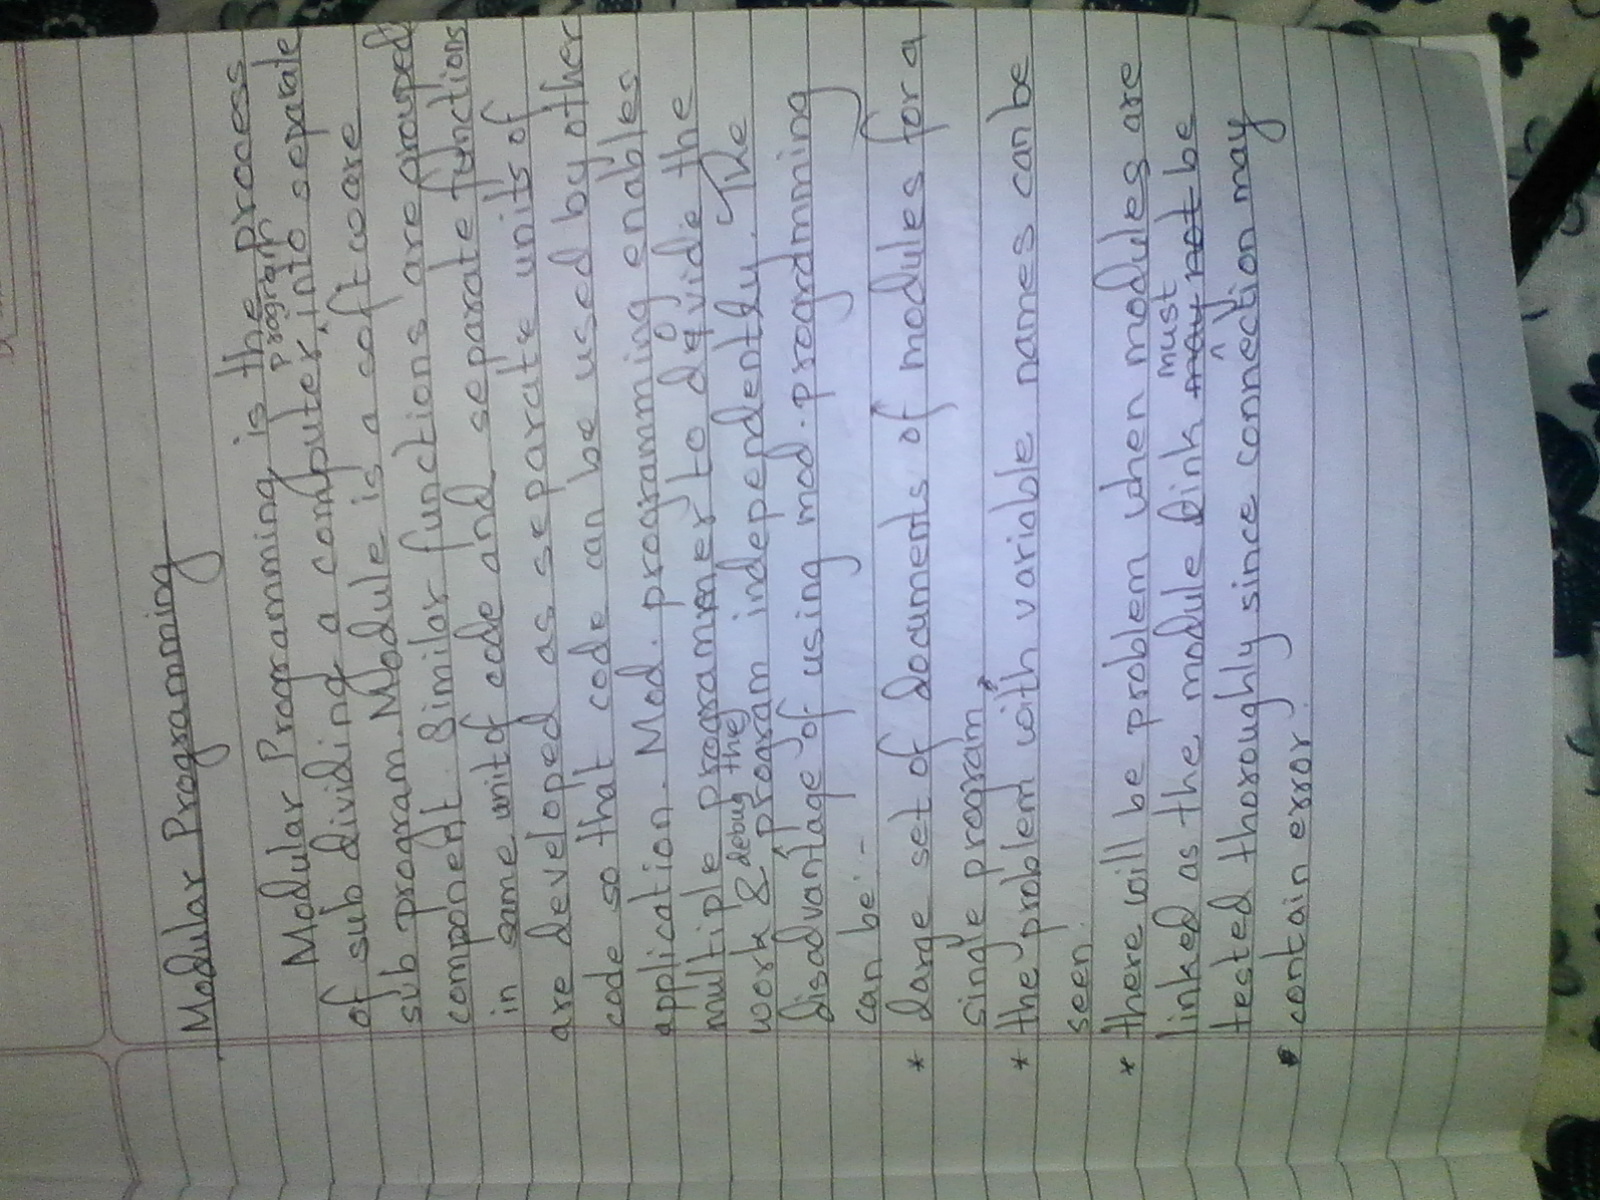 Modular Programming
Modular Programming is the process
of sub dividing a computer program into separate
sub program. Module is a software
component. Similar functions are grouped
in same unit of code and separate functions
are developed as separate units of
code so that code can be used by other
application. Mod. programming enables
multiple programmer to divide the
work & debug the program independently. The
disadvantage of using mod. programming
can be :-
* Large set of documents of modules for a
single program.
* the problem with variable names can be
seen.
* there will be problem when modules are
linked as the module link must be
tested thoroughly since connection may
contain error.